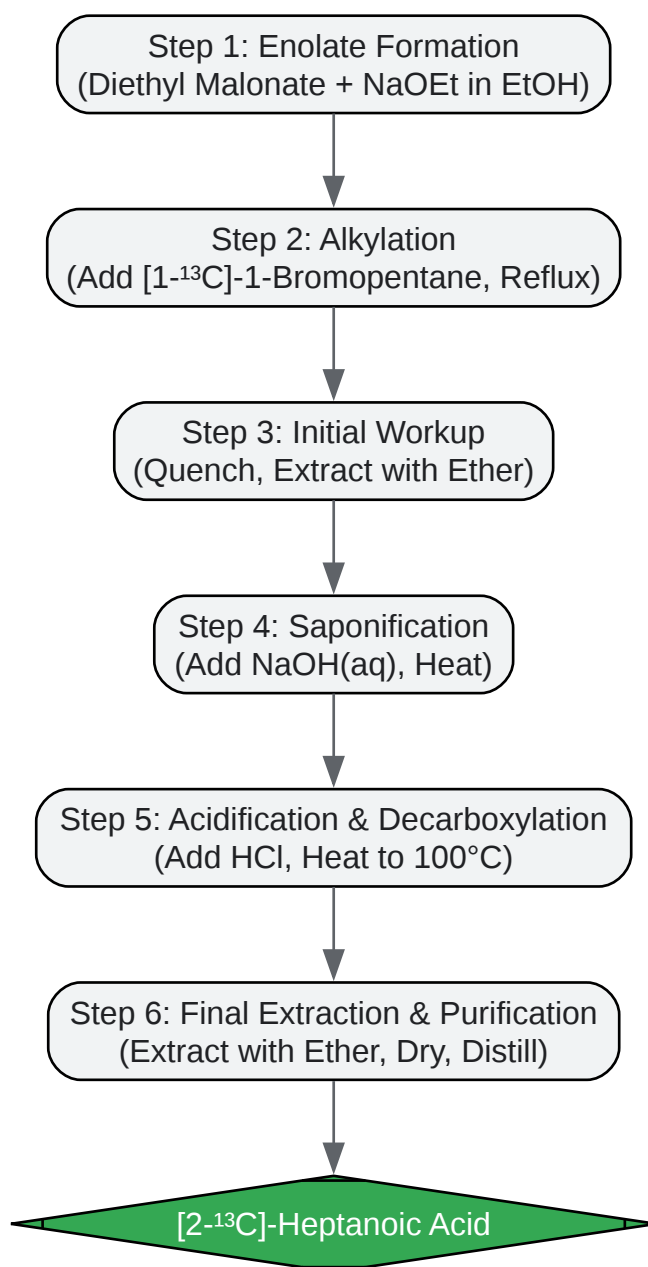 Step 1: Enolate Formation
(Diethyl Malonate + NaOEt in EtOH)
Step 2: Alkylation
(Add [1-¹³C]-1-Bromopentane, Reflux)
Step 3: Initial Workup
(Quench, Extract with Ether)
Step 4: Saponification
(Add NaOH(aq), Heat)
Step 5: Acidification & Decarboxylation
(Add HCl, Heat to 100°C)
Step 6: Final Extraction & Purification
(Extract with Ether, Dry, Distill)
[2-¹³C]-Heptanoic Acid